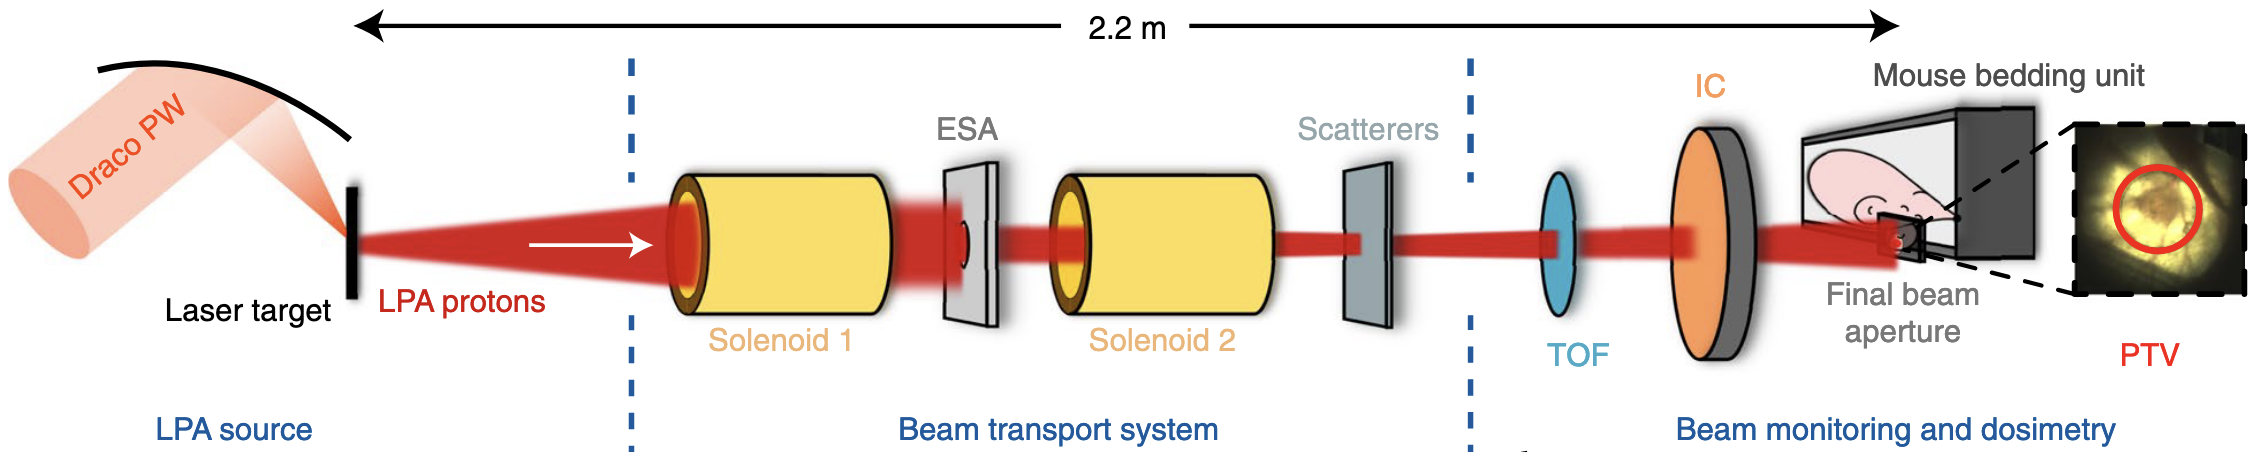 2.2 m
Draco PW
Laser target
LPA protons
Solenoid 1
ESA
Solenoid 2
Scatterers
TOF
IC
Mouse bedding unit
Final beam
aperture
PTV
LPA source
Beam transport system
Beam monitoring and dosimetry